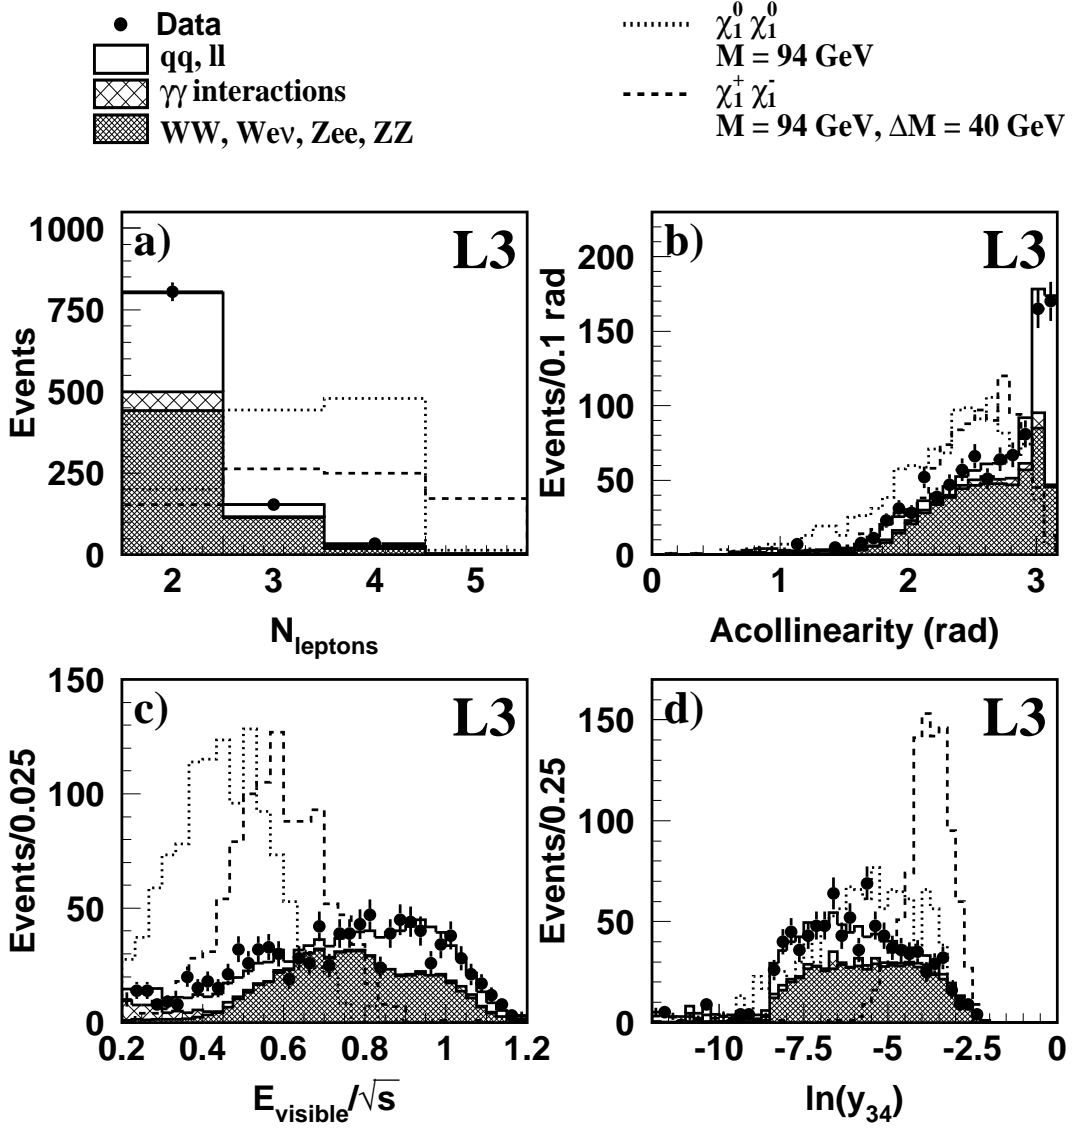 Data
qq, ll
γγ interactions
WW, Weν, Zee, ZZ
χ₁⁰ χ₁⁰
M = 94 GeV
χ₁⁺ χ₁⁻
M = 94 GeV, ΔM = 40 GeV
a) L3
1000
750
500
250
0
Events
2 3 4 5
N_leptons
b) L3
200
150
100
50
0
Events/0.1 rad
0 1 2 3
Acollinearity (rad)
c) L3
150
100
50
0
Events/0.025
0.2 0.4 0.6 0.8 1 1.2
E_visible/√s
d) L3
150
100
50
0
Events/0.25
-10 -7.5 -5 -2.5 0
ln(y₃₄)